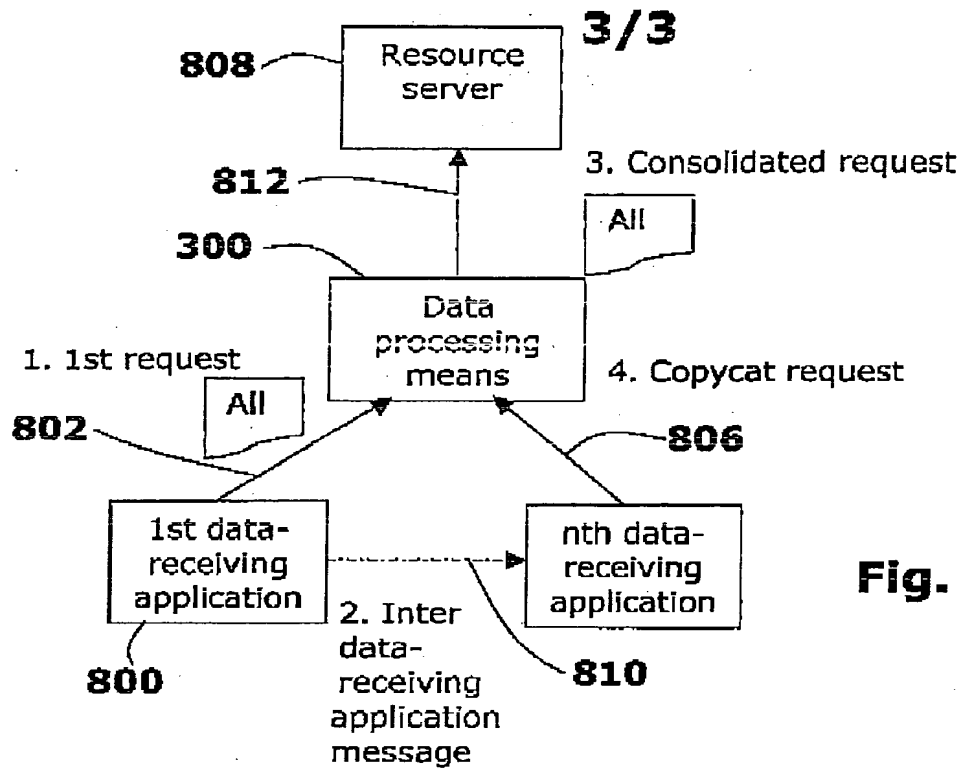 3/3
808
Resource
server
812
3. Consolidated request
All
300
Data
processing
means
1. 1st request
All
802
4. Copycat request
806
1st data-
receiving
application
nth data-
receiving
application
Fig.
800
2. Inter
data-
receiving
application
message
810